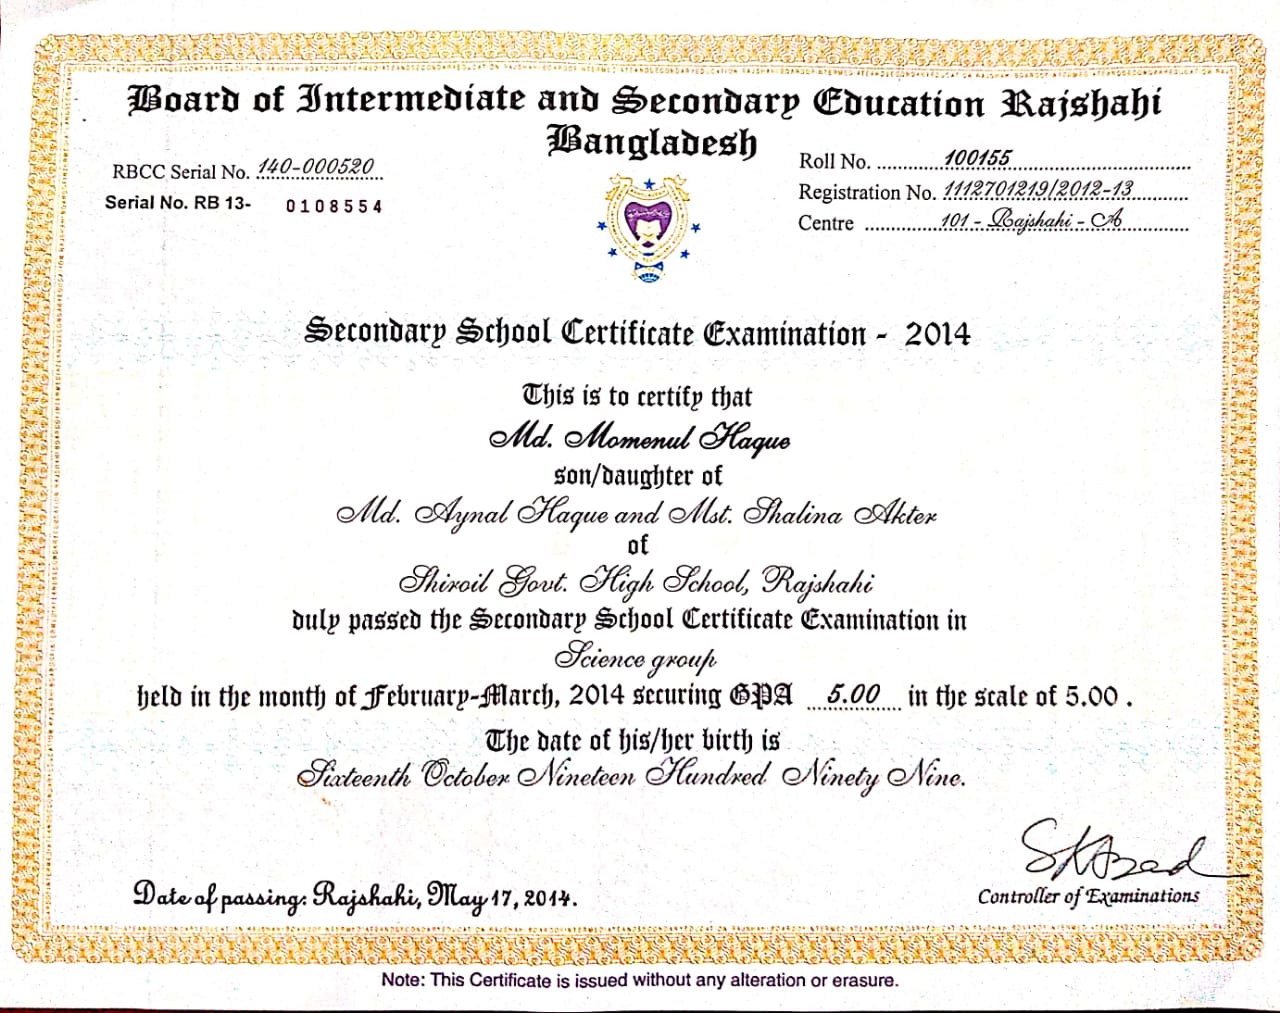 Board of Intermediate and Secondary Education Rajshahi
Bangladesh
RBCC Serial No. 140-000520
Serial No. RB 13- 0108554
Roll No. 100155
Registration No. 1112701219/2012-13
Centre 101 - Rajshahi - A
Secondary School Certificate Examination - 2014
This is to certify that
Md. Momenul Haque
son/daughter of
Md. Aynal Haque and Mst. Shalina Akter
of
Shiroil Govt. High School, Rajshahi
duly passed the Secondary School Certificate Examination in
Science group
held in the month of February-March, 2014 securing GPA 5.00 in the scale of 5.00 .
The date of his/her birth is
Sixteenth October Nineteen Hundred Ninety Nine.
SKAzad
Date of passing: Rajshahi, May 17, 2014.
Controller of Examinations
Note: This Certificate is issued without any alteration or erasure.